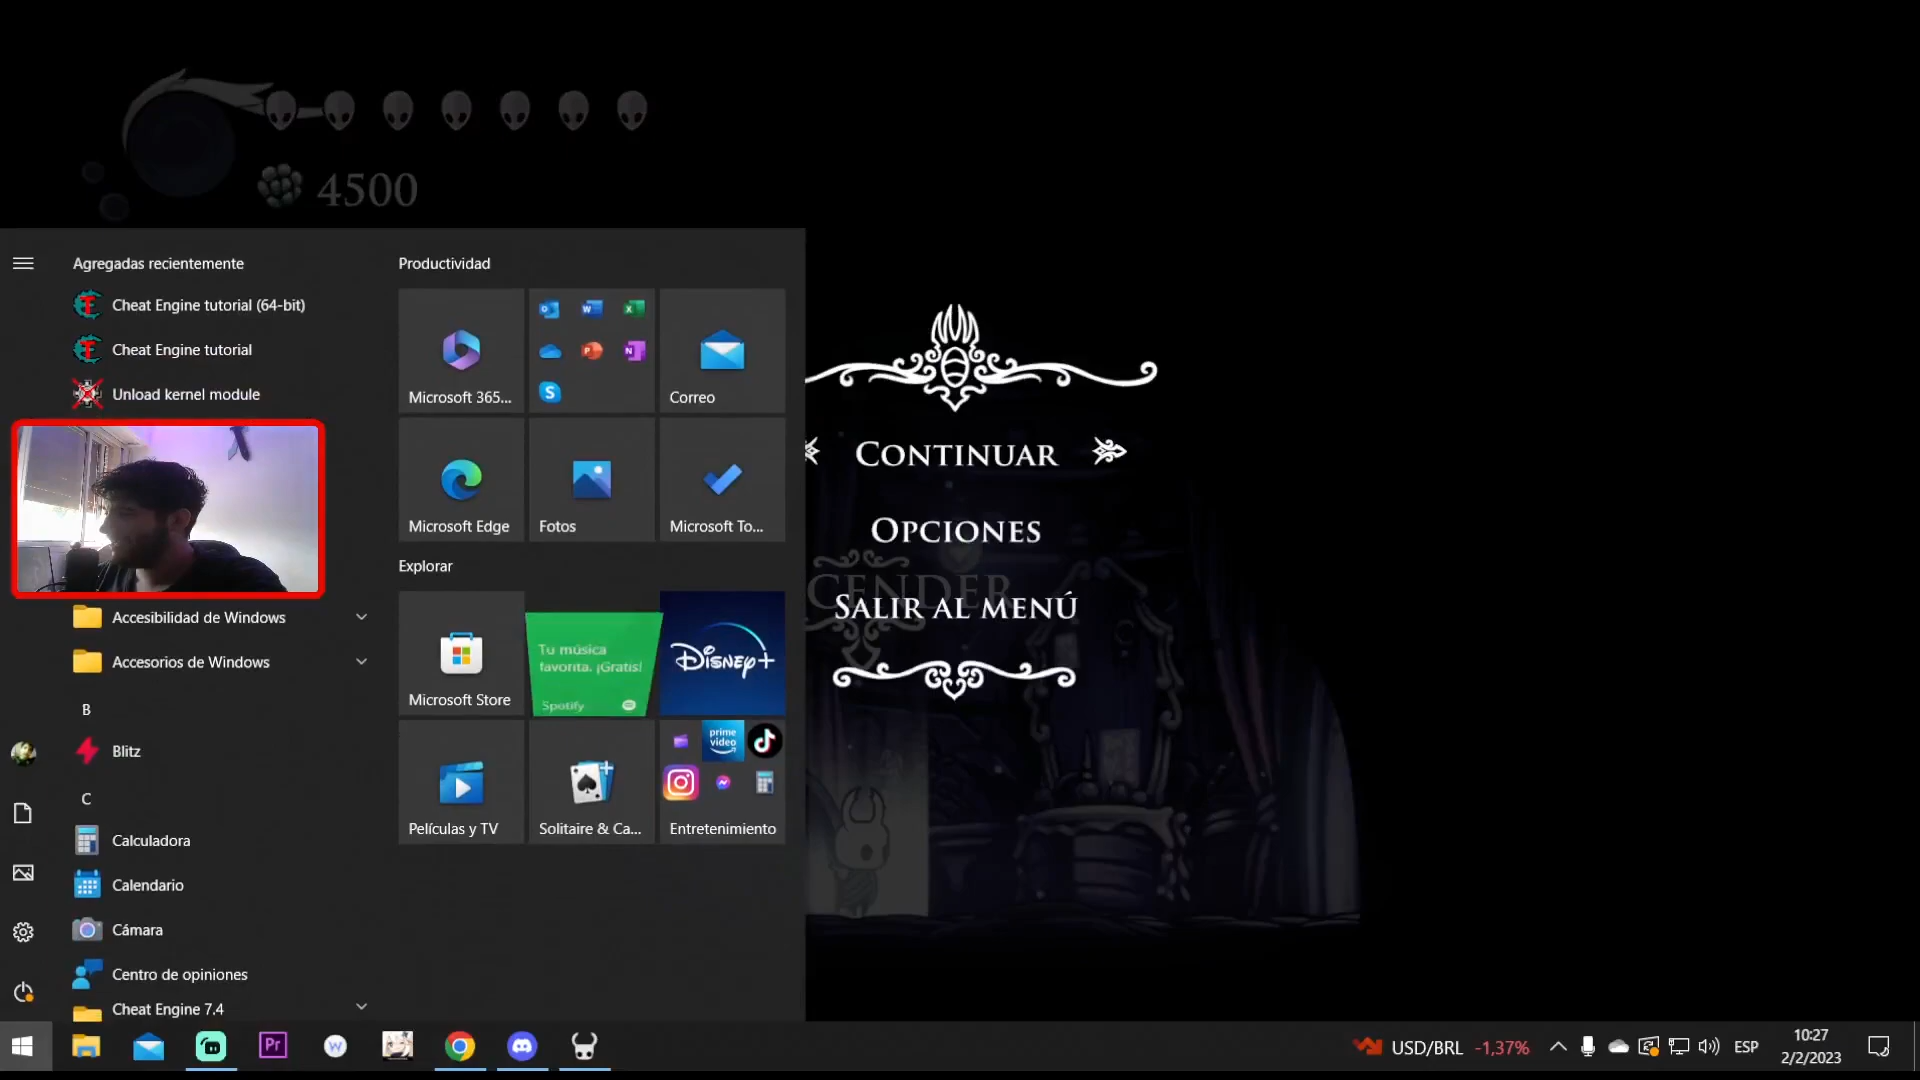 4500
Agregadas recientemente
Cheat Engine tutorial (64-bit)
Cheat Engine tutorial
Unload kernel module
Accesibilidad de Windows
Accesorios de Windows
B
Blitz
C
Calculadora
Calendario
Cámara
Centro de opiniones
Cheat Engine 7.4
Productividad
Microsoft 365...
Correo
Microsoft Edge
Fotos
Microsoft To...
Explorar
Microsoft Store
Tu música
favorita. ¡Gratis!
Spotify
Disney+
Películas y TV
Solitaire & Ca...
prime
video
Entretenimiento
CONTINUAR
OPCIONES
CENDER
SALIR AL MENÚ
Pr
W
USD/BRL -1,37%
ESP
10:27
2/2/2023